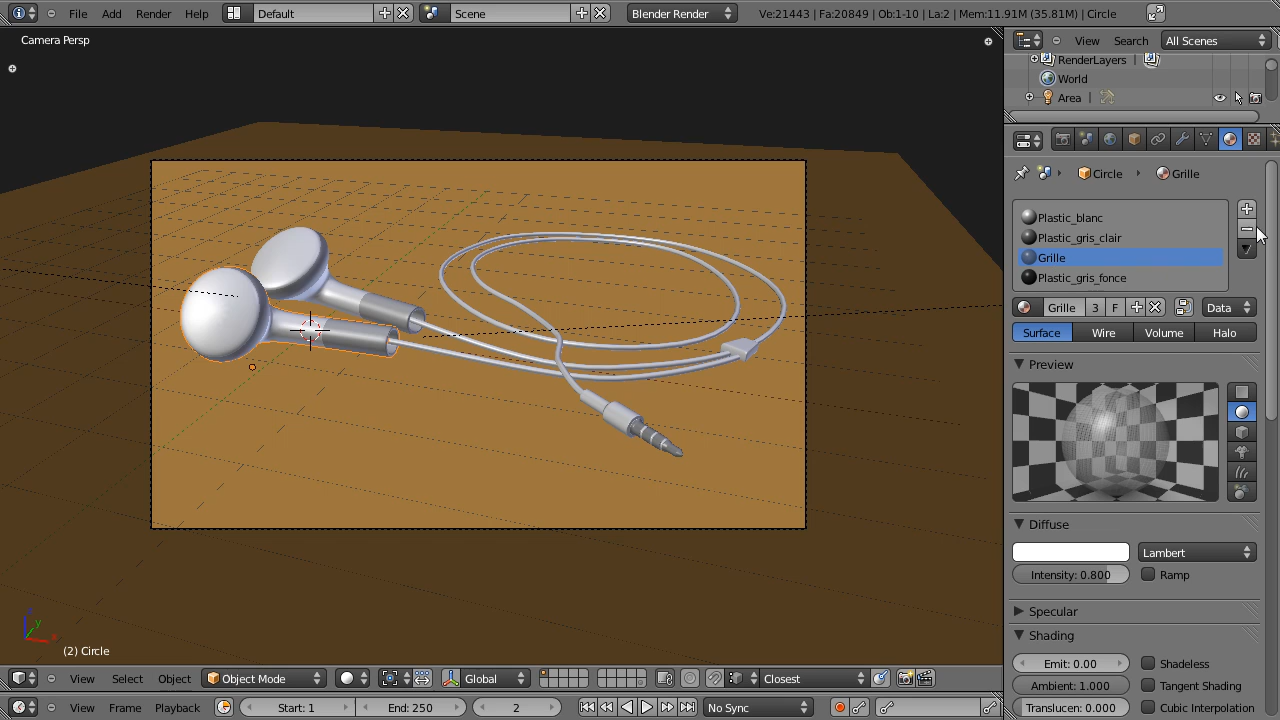 File Add Render Help Default Scene Blender Render Ve:21443 | Fa:20849 | Ob:1-10 | La:2 | Mem:11.91M (35.81M) | Circle
Camera Persp
View Search All Scenes
RenderLayers |
World
Area |
Circle Grille
Plastic_blanc
Plastic_gris_clair
Grille
Plastic_gris_fonce
Grille 3 F Data
Surface Wire Volume Halo
Preview
Diffuse
Lambert
Intensity: 0.800 Ramp
Specular
Shading
Emit: 0.00 Shadeless
Ambient: 1.000 Tangent Shading
Translucen: 0.000 Cubic Interpolation
y
x
(2) Circle
View Select Object Object Mode Global Closest
View Frame Playback Start: 1 End: 250 2 No Sync